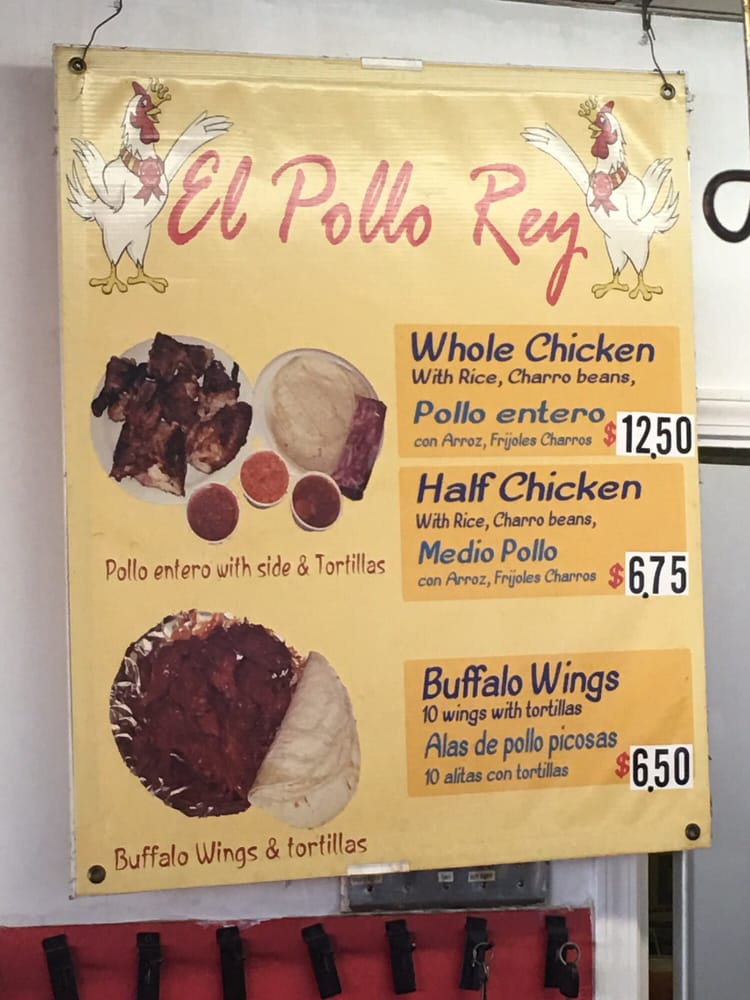 El Pollo Rey
Whole Chicken
With Rice, Charro beans,
Pollo entero
con Arroz, Frijoles Charros $12.50
Half Chicken
With Rice, Charro beans,
Medio Pollo
con Arroz, Frijoles Charros $6.75
Pollo entero with side & Tortillas
Buffalo Wings
10 wings with tortillas
Alas de pollo picosas
10 alitas con tortillas $6.50
Buffalo Wings & tortillas